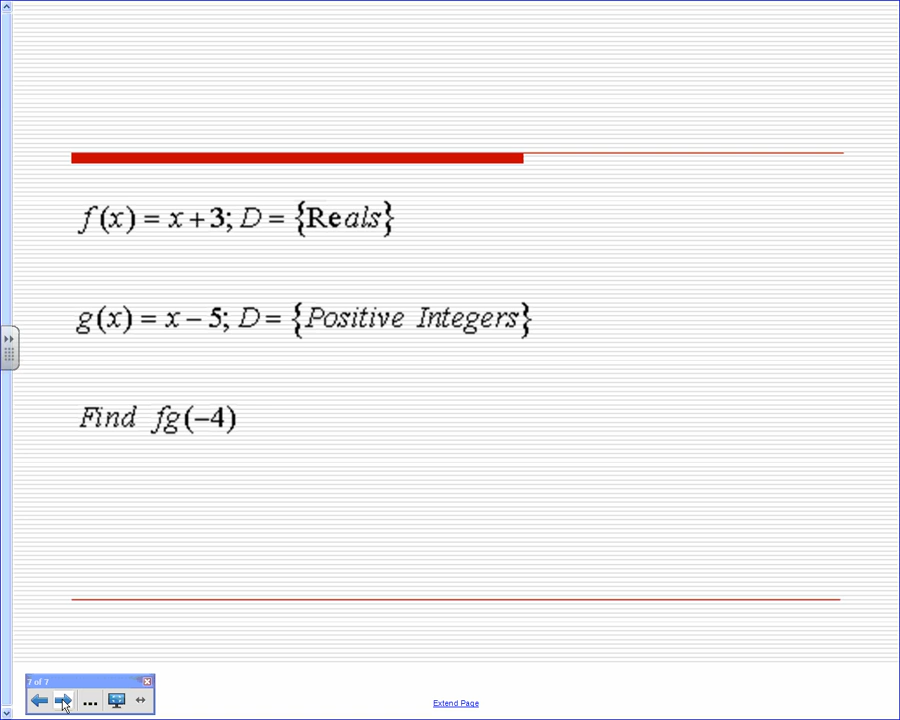 f(x) = x + 3; D = {Reals}
g(x) = x − 5; D = {Positive Integers}
Find fg(−4)
7 of 7
Extend Page